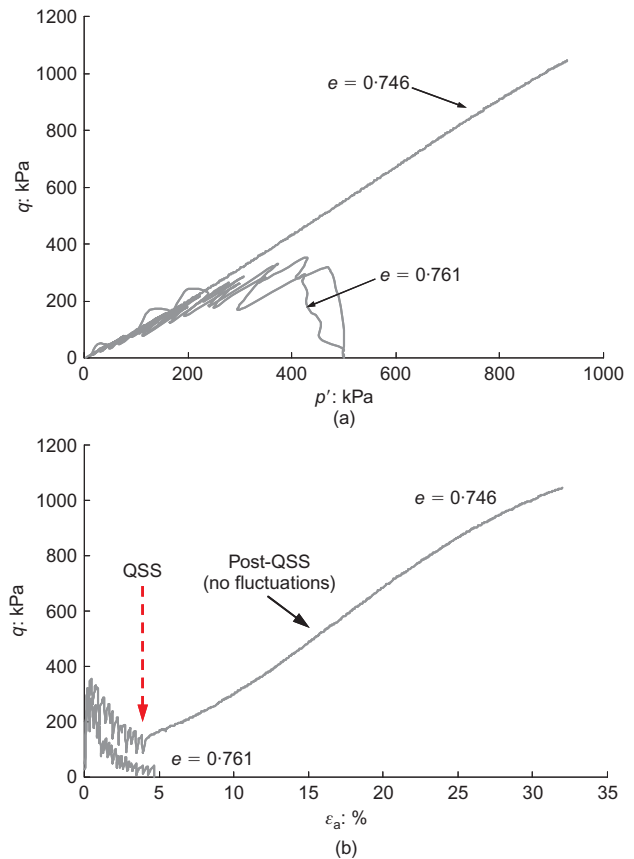 1200
1000
800
600
400
200
0
q: kPa
e = 0·746
e = 0·761
0
200
400
600
800
1000
p′: kPa
(a)
1200
1000
800
600
400
200
0
q: kPa
QSS
Post-QSS
(no fluctuations)
e = 0·746
e = 0·761
0
5
10
15
20
25
30
35
εa: %
(b)